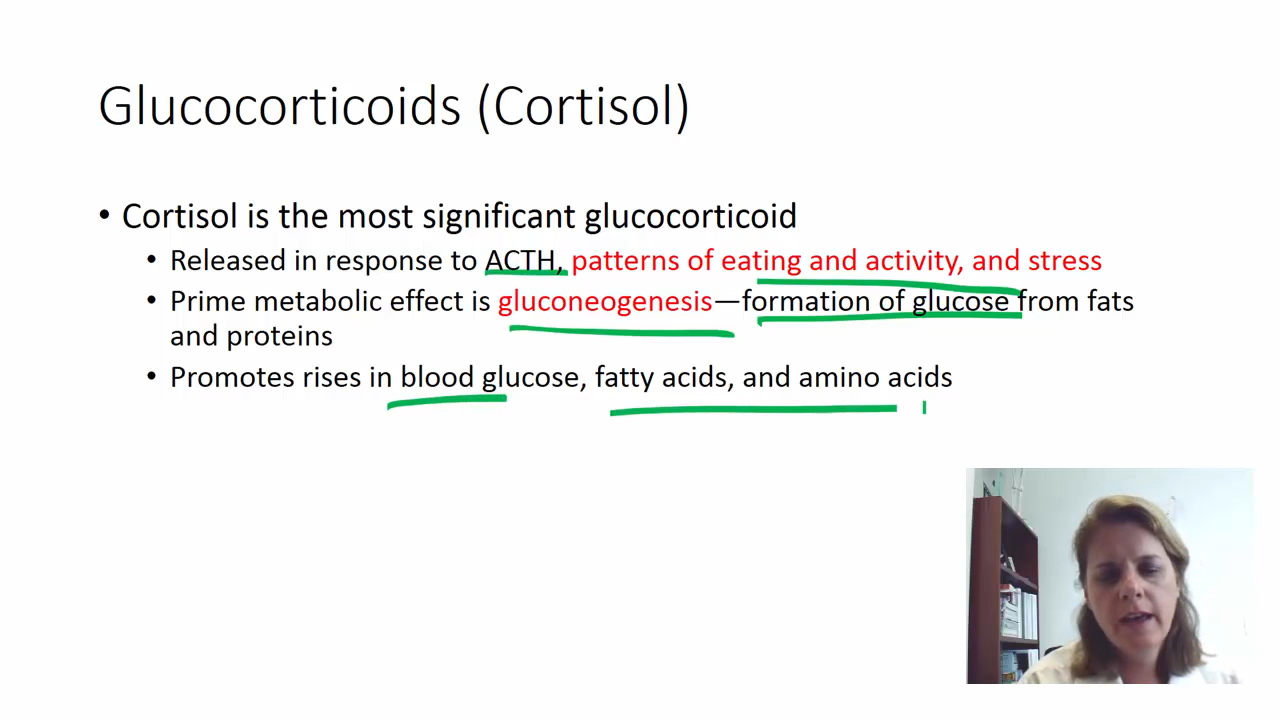 Glucocorticoids (Cortisol)
• Cortisol is the most significant glucocorticoid
• Released in response to ACTH, patterns of eating and activity, and stress
• Prime metabolic effect is gluconeogenesis—formation of glucose from fats
and proteins
• Promotes rises in blood glucose, fatty acids, and amino acids